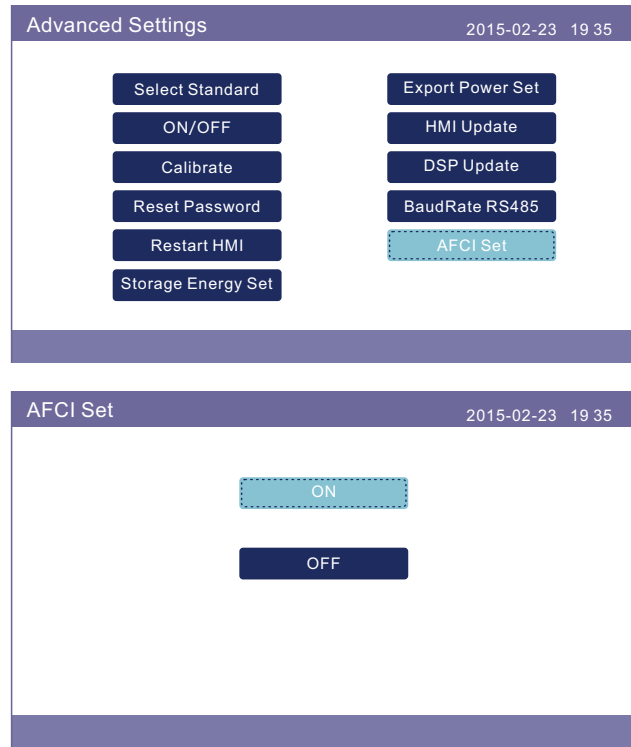 Advanced Settings 2015-02-23 19 35
Select Standard Export Power Set
ON/OFF HMI Update
Calibrate DSP Update
Reset Password BaudRate RS485
Restart HMI AFCI Set
Storage Energy Set
AFCI Set 2015-02-23 19 35
ON
OFF